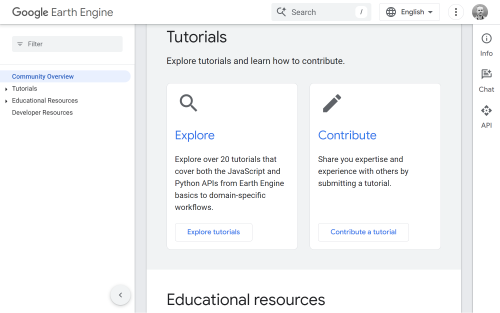 Google Earth Engine
Search
/
English
Filter
Community Overview
Tutorials
Educational Resources
Developer Resources
Tutorials
Explore tutorials and learn how to contribute.
Explore
Explore over 20 tutorials that
cover both the JavaScript and
Python APIs from Earth Engine
basics to domain-specific
workflows.
Explore tutorials
Contribute
Share you expertise and
experience with others by
submitting a tutorial.
Contribute a tutorial
Educational resources
Info
Chat
API